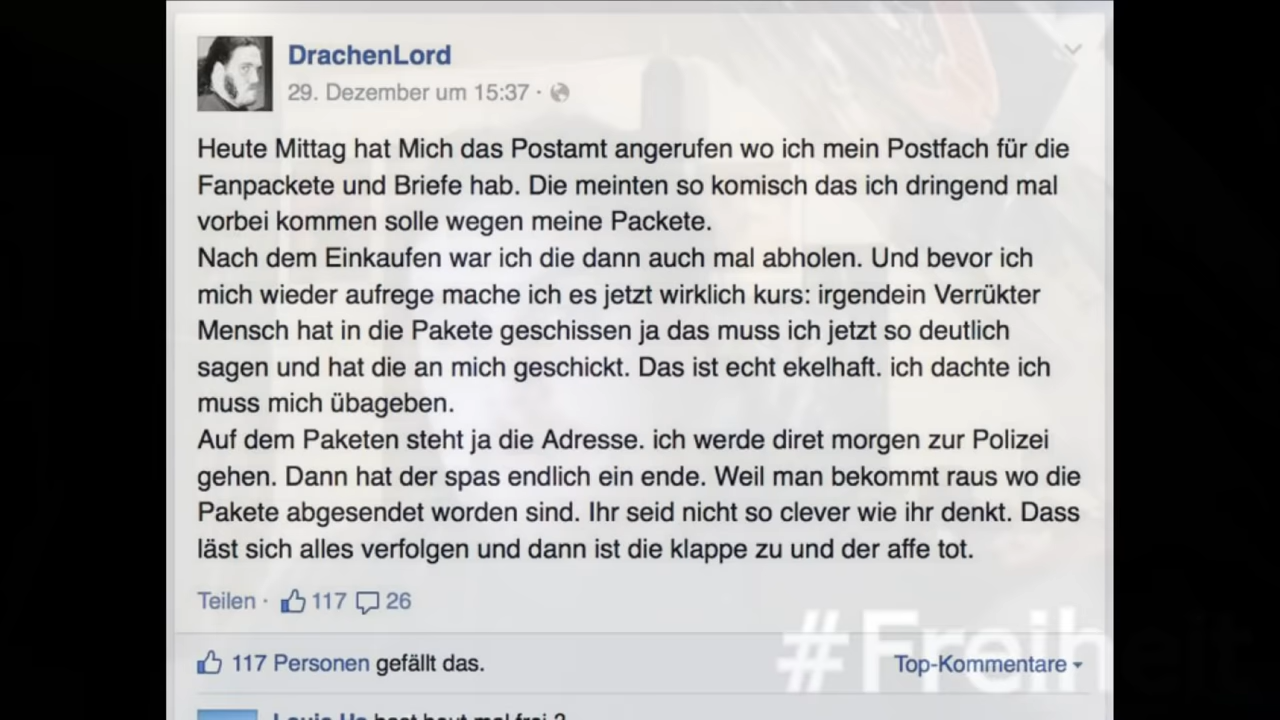 DrachenLord
29. Dezember um 15:37 ·
Heute Mittag hat Mich das Postamt angerufen wo ich mein Postfach für die
Fanpackete und Briefe hab. Die meinten so komisch das ich dringend mal
vorbei kommen solle wegen meine Packete.
Nach dem Einkaufen war ich die dann auch mal abholen. Und bevor ich
mich wieder aufrege mache ich es jetzt wirklich kurs: irgendein Verrükter
Mensch hat in die Pakete geschissen ja das muss ich jetzt so deutlich
sagen und hat die an mich geschickt. Das ist echt ekelhaft. ich dachte ich
muss mich übageben.
Auf dem Paketen steht ja die Adresse. ich werde diret morgen zur Polizei
gehen. Dann hat der spas endlich ein ende. Weil man bekommt raus wo die
Pakete abgesendet worden sind. Ihr seid nicht so clever wie ihr denkt. Dass
läst sich alles verfolgen und dann ist die klappe zu und der affe tot.
Teilen · 117 26
#Freiheit
117 Personen gefällt das. Top-Kommentare